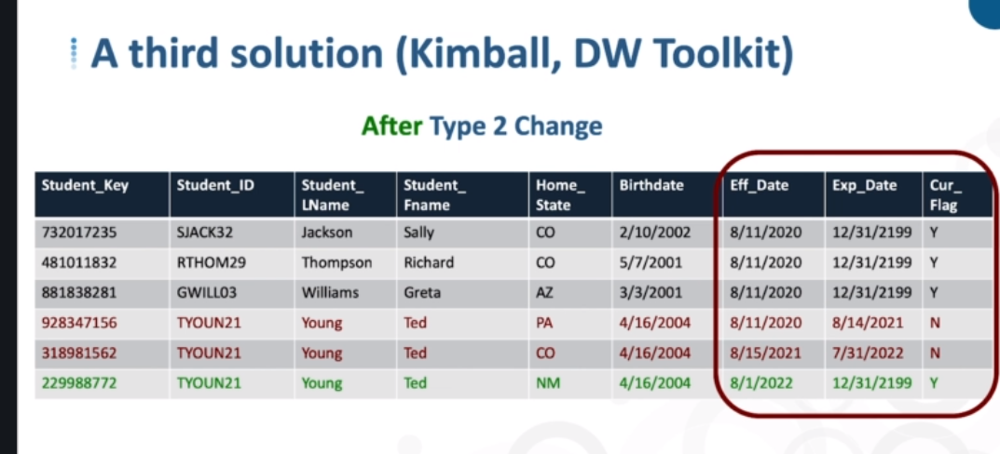 A third solution (Kimball, DW Toolkit)
After Type 2 Change
Student_Key Student_ID Student_ Student_ Home_ Birthdate Eff_Date Exp_Date Cur_
LName Fname State Flag
732017235 SJACK32 Jackson Sally CO 2/10/2002 8/11/2020 12/31/2199 Y
481011832 RTHOM29 Thompson Richard CO 5/7/2001 8/11/2020 12/31/2199 Y
881838281 GWILL03 Williams Greta AZ 3/3/2001 8/11/2020 12/31/2199 Y
928347156 TYOUN21 Young Ted PA 4/16/2004 8/11/2020 8/14/2021 N
318981562 TYOUN21 Young Ted CO 4/16/2004 8/15/2021 7/31/2022 N
229988772 TYOUN21 Young Ted NM 4/16/2004 8/1/2022 12/31/2199 Y